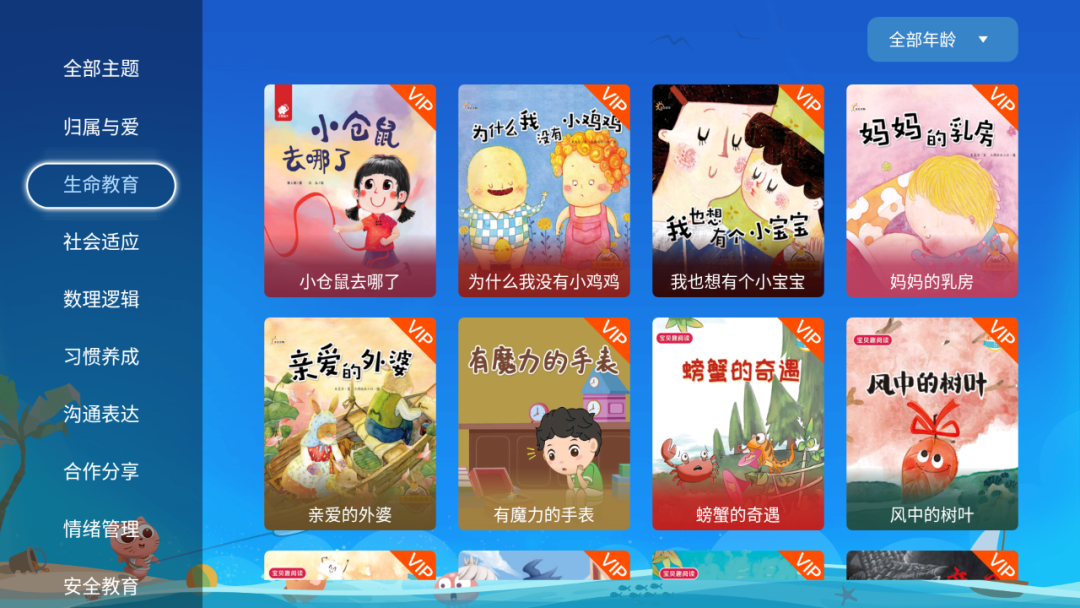 全部年龄
全部主题
归属与爱
生命教育
社会适应
数理逻辑
习惯养成
沟通表达
合作分享
情绪管理
安全教育
VIP
小仓鼠
去哪了
小仓鼠去哪了
VIP
为什么我没有小鸡鸡
为什么我没有小鸡鸡
VIP
我也想
有个小宝宝
我也想有个小宝宝
VIP
妈妈的乳房
妈妈的乳房
VIP
亲爱的外婆
亲爱的外婆
VIP
有魔力的手表
有魔力的手表
VIP
宝贝趣阅读
螃蟹的奇遇
螃蟹的奇遇
VIP
宝贝趣阅读
风中的树叶
风中的树叶
VIP
宝贝趣阅读
VIP
VIP
宝贝趣阅读
VIP